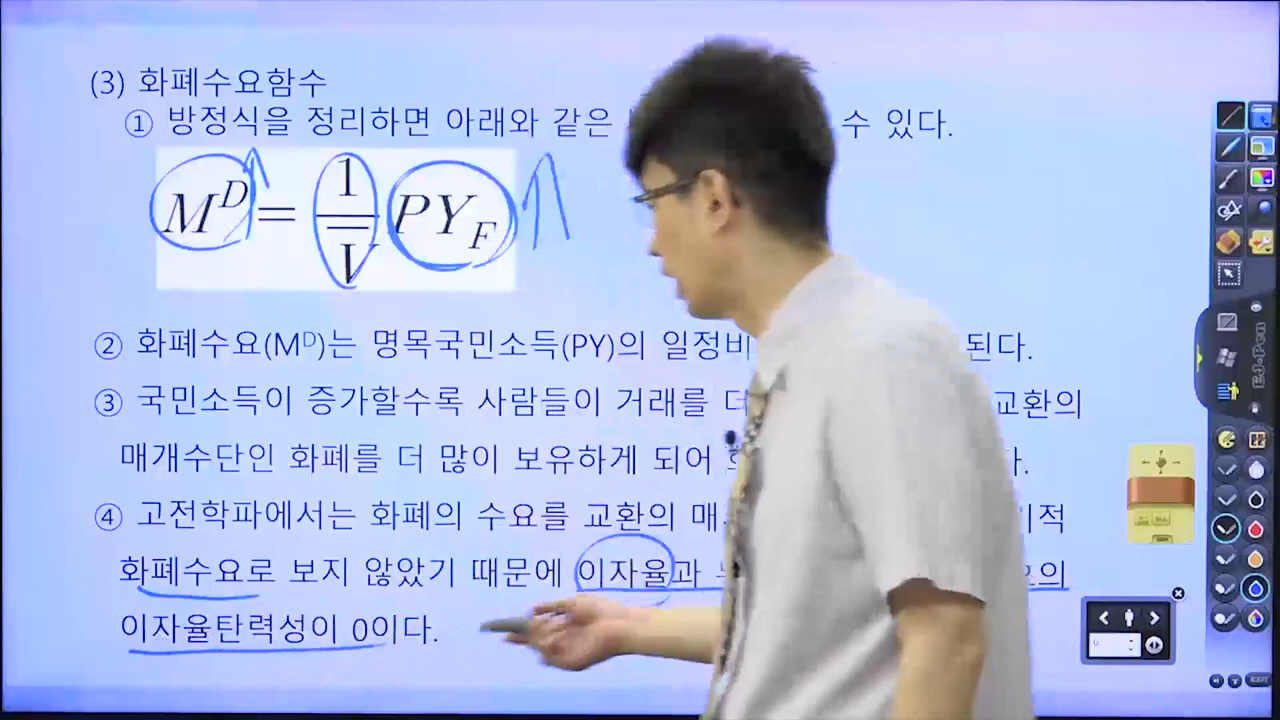 (3) 화폐수요함수
① 방정식을 정리하면 아래와 같은 수 있다.
M^D = 1/V PY_F
② 화폐수요(M^D)는 명목국민소득(PY)의 일정비 된다.
③ 국민소득이 증가할수록 사람들이 거래를 더 교환의
매개수단인 화폐를 더 많이 보유하게 되어
④ 고전학파에서는 화폐의 수요를 교환의
화폐수요로 보지 않았기 때문에 이자율과
이자율탄력성이 0이다.
EJ-Pen
EXIT